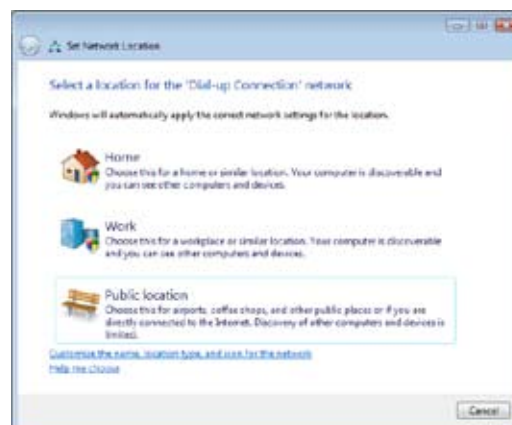 Set Network Location
Select a location for the 'Dial-up Connection' network
Windows will automatically apply the correct network settings for the location.
Home
Choose this for a home or similar location. Your computer is discoverable and
you can see other computers and devices.
Work
Choose this for a workplace or similar location. Your computer is discoverable
and you can see other computers and devices.
Public location
Choose this for airports, coffee shops, and other public places or if you are
directly connected to the Internet. Discovery of other computers and devices is
limited.
Customize the name, location type, and icon for the network
Help me choose
Cancel